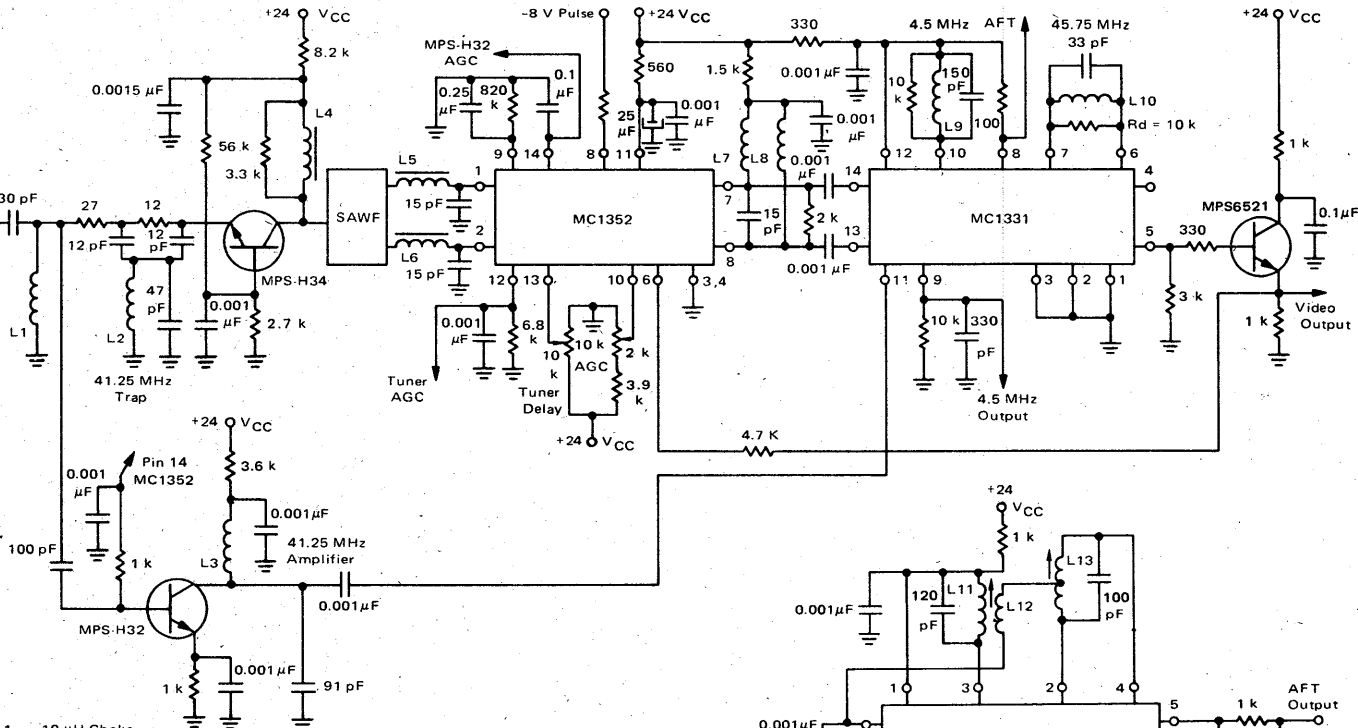 +24 VCC
8.2 k
0.0015 μF
L4
56 k
3.3 k
30 pF
27
12
12 pF
12 pF
L1
L2
47 pF
41.25 MHz
Trap
0.001 μF
2.7 k
MPS-H34
SAWF
L5
15 pF
L6
15 pF
1
2
MPS-H32
AGC
0.25 μF
820 k
0.1 μF
-8 V Pulse
+24 VCC
560
25 μF
0.001 μF
9
14
8
11
MC1352
L7
7
8
12
13
10
6
3,4
0.001 μF
6.8 k
Tuner
AGC
10 k
Tuner
Delay
10 k
AGC
2 k
3.9 k
+24 VCC
4.7 K
1.5 k
330
0.001 μF
L8
0.001 μF
0.001 μF
15 pF
2 k
0.001 μF
14
13
4.5 MHz
10 k
150 pF
L9
100
AFT
45.75 MHz
33 pF
L10
Rd = 10 k
12
10
8
7
6
MC1331
4
5
11
9
3
2
1
10 k
330 pF
4.5 MHz
Output
330
3 k
+24 VCC
1 k
MPS6521
0.1μF
Video
Output
1 k
+24 VCC
3.6 k
Pin 14
MC1352
0.001 μF
0.001μF
L3
41.25 MHz
Amplifier
100 pF
1 k
0.001μF
MPS-H32
1 k
0.001 μF
91 pF
+24
VCC
1 k
0.001μF
120 pF
L11
L12
L13
100 pF
1
3
2
4
5
1 k
AFT
Output
0.001μF
10 μH Choke